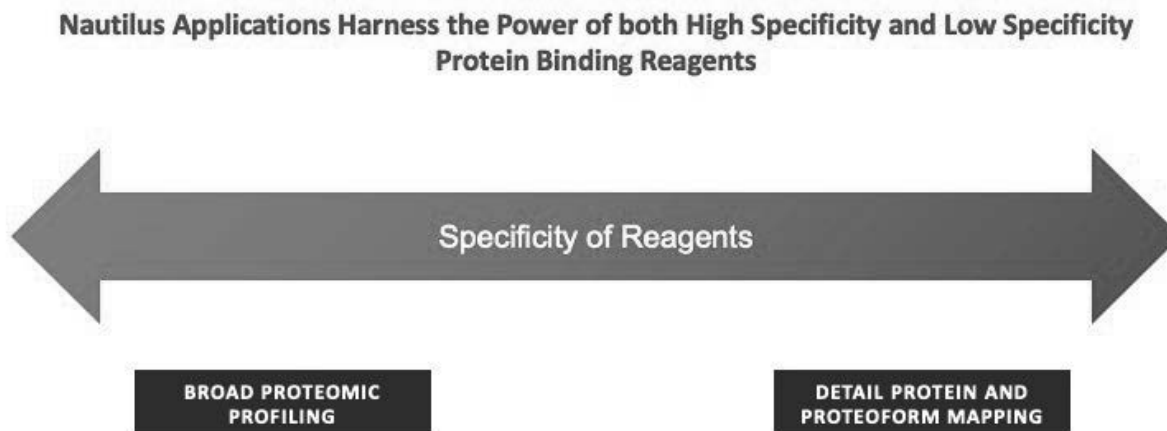 Nautilus Applications Harness the Power of both High Specificity and Low Specificity
Protein Binding Reagents
Specificity of Reagents
BROAD PROTEOMIC
PROFILING
DETAIL PROTEIN AND
PROTEOFORM MAPPING